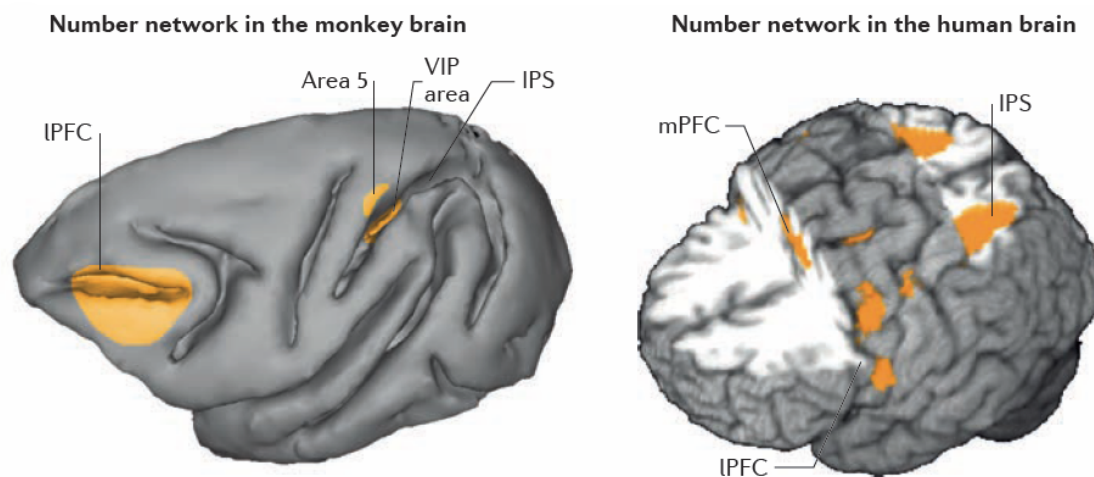 Number network in the monkey brain
Number network in the human brain
Area 5
VIP
area
IPS
lPFC
mPFC
IPS
lPFC